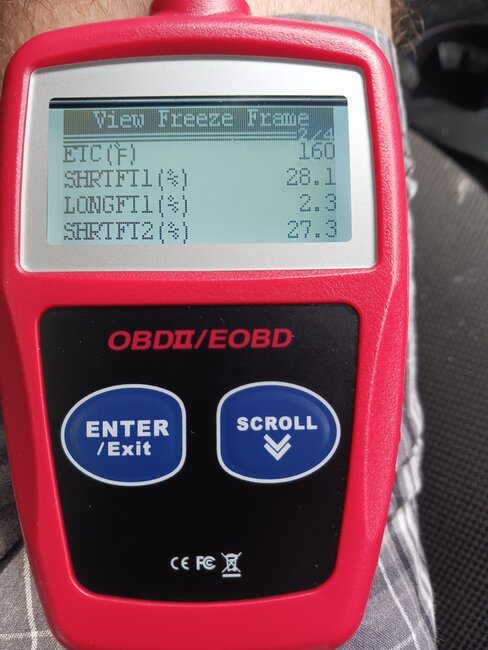 View Freeze Frame
2/4
ETC(°F) 160
SHRTFT1(%) 28.1
LONGFT1(%) 2.3
SHRTFT2(%) 27.3
OBDII/EOBD
ENTER
/Exit
SCROLL
CE FC